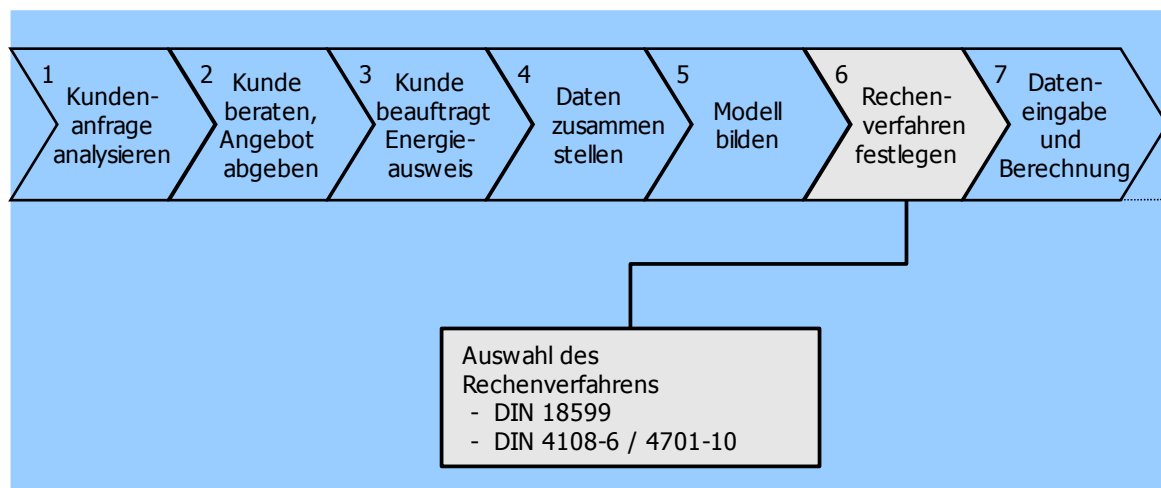 1
Kunden-
anfrage
analysieren
2
Kunde
beraten,
Angebot
abgeben
3
Kunde
beauftragt
Energie-
ausweis
4
Daten
zusammen
stellen
5
Modell
bilden
6
Rechen-
verfahren
festlegen
7
Daten-
eingabe
und
Berechnung
Auswahl des
Rechenverfahrens
- DIN 18599
- DIN 4108-6 / 4701-10